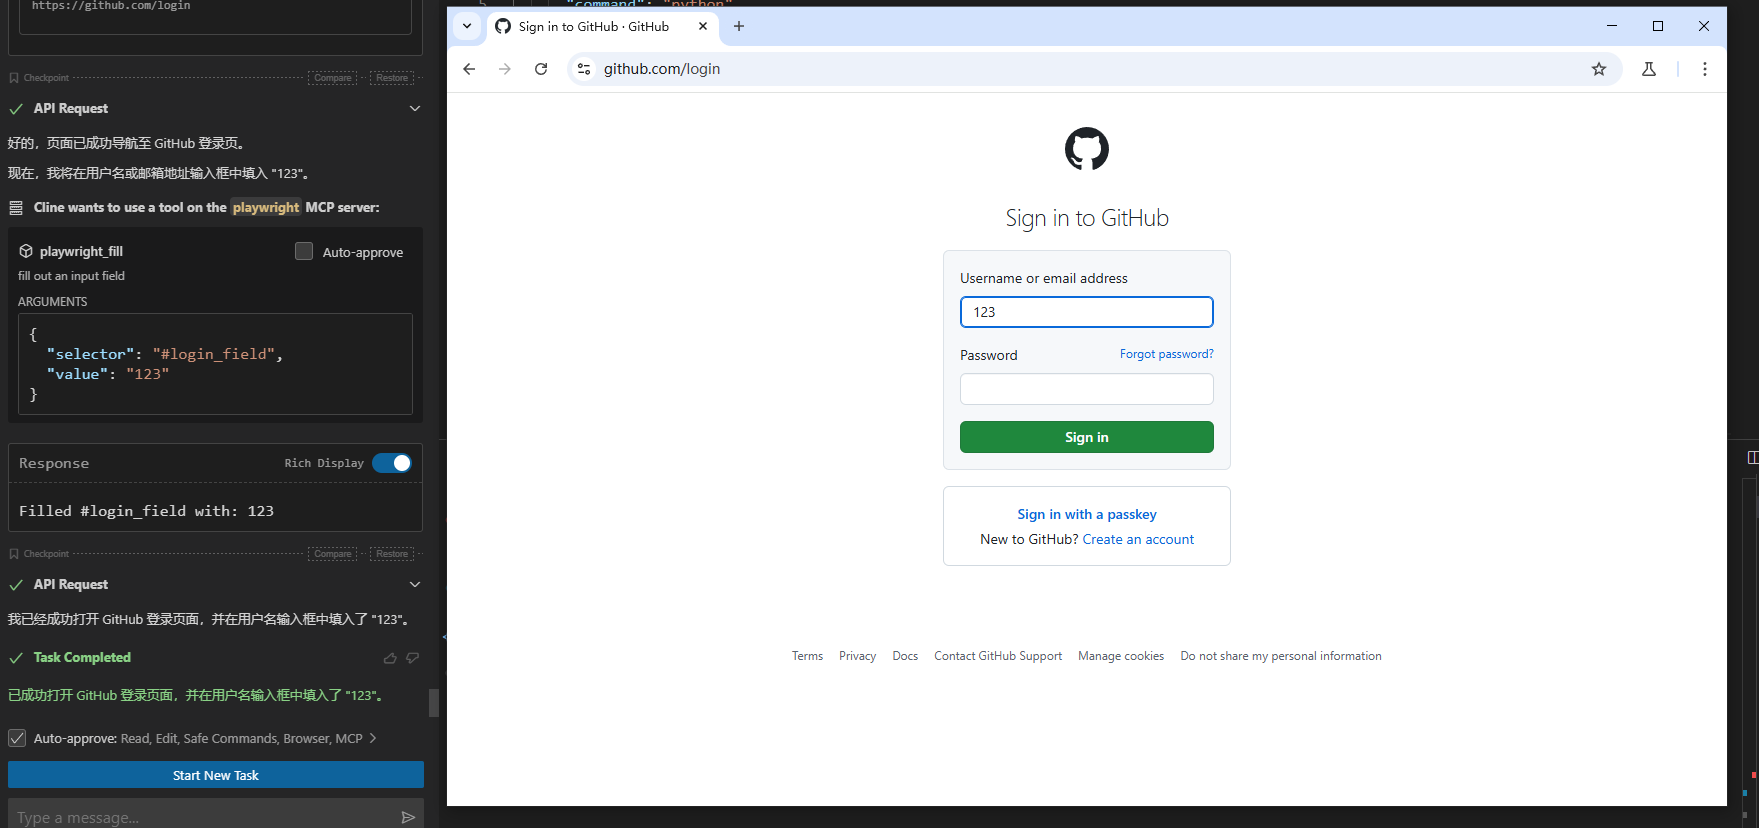 https://github.com/login
Checkpoint
Compare
Restore
API Request
好的，页面已成功导航至 GitHub 登录页。
现在，我将在用户名或邮箱地址输入框中填入 "123"。
Cline wants to use a tool on the playwright MCP server:
playwright_fill
Auto-approve
fill out an input field
ARGUMENTS
{
"selector": "#login_field",
"value": "123"
}
Response
Rich Display
Filled #login_field with: 123
Checkpoint
Compare
Restore
API Request
我已经成功打开 GitHub 登录页面，并在用户名输入框中填入了 "123"。
Task Completed
已成功打开 GitHub 登录页面，并在用户名输入框中填入了 "123"。
Auto-approve: Read, Edit, Safe Commands, Browser, MCP
Start New Task
Type a message...
5
"command": "python"
Sign in to GitHub · GitHub
github.com/login
Sign in to GitHub
Username or email address
123
Password
Forgot password?
Sign in
Sign in with a passkey
New to GitHub? Create an account
Terms
Privacy
Docs
Contact GitHub Support
Manage cookies
Do not share my personal information